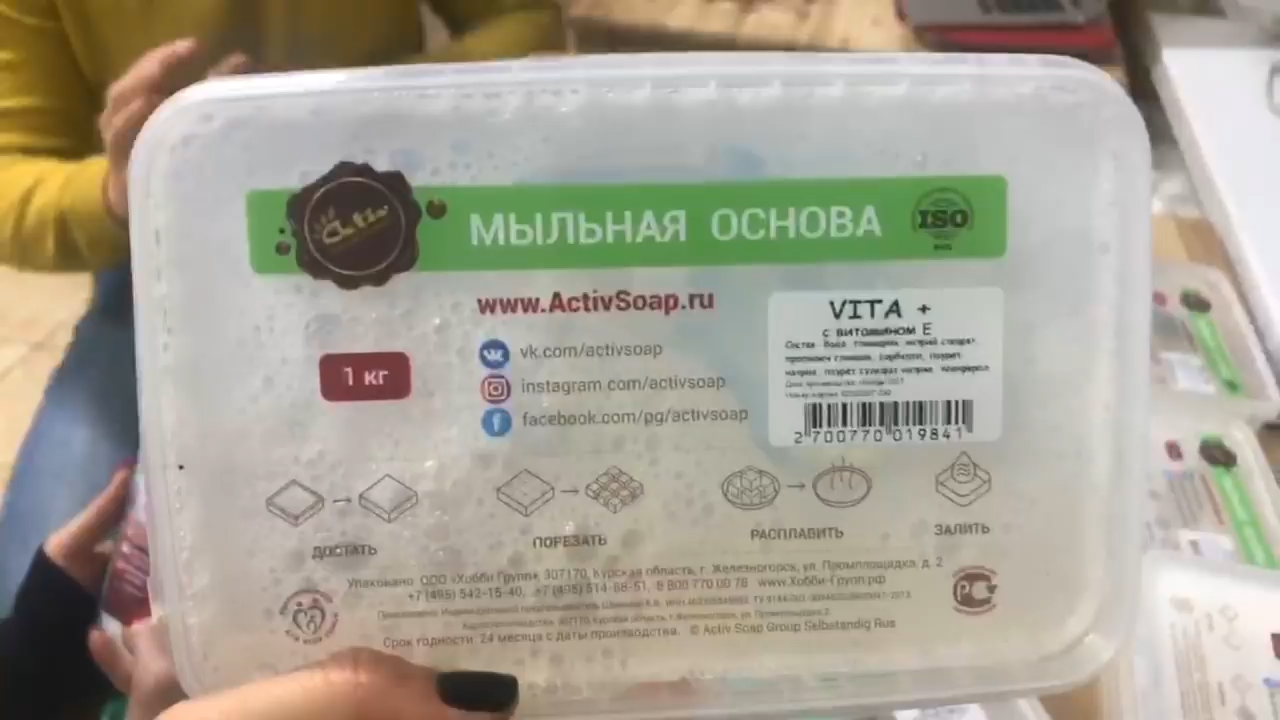 МЫЛЬНАЯ ОСНОВА
ISO
www.ActivSoap.ru
1 кг
vk.com/activsoap
instagram.com/activsoap
facebook.com/pg/activsoap
VITA +
с витамином Е
2 700770 019841
ДОСТАТЬ
ПОРЕЗАТЬ
РАСПЛАВИТЬ
ЗАЛИТЬ
Упаковано ООО «Хобби Групп» 307170, Курская область, г. Железногорск, ул. Промплощадка, д. 2
+7 (495) 542-15-40, +7 (495) 514-68-51, 8 800 770 00 78 www.Хобби-Групп.рф
Срок годности: 24 месяца с даты производства. © Activ Soap Group Selbständig Rus